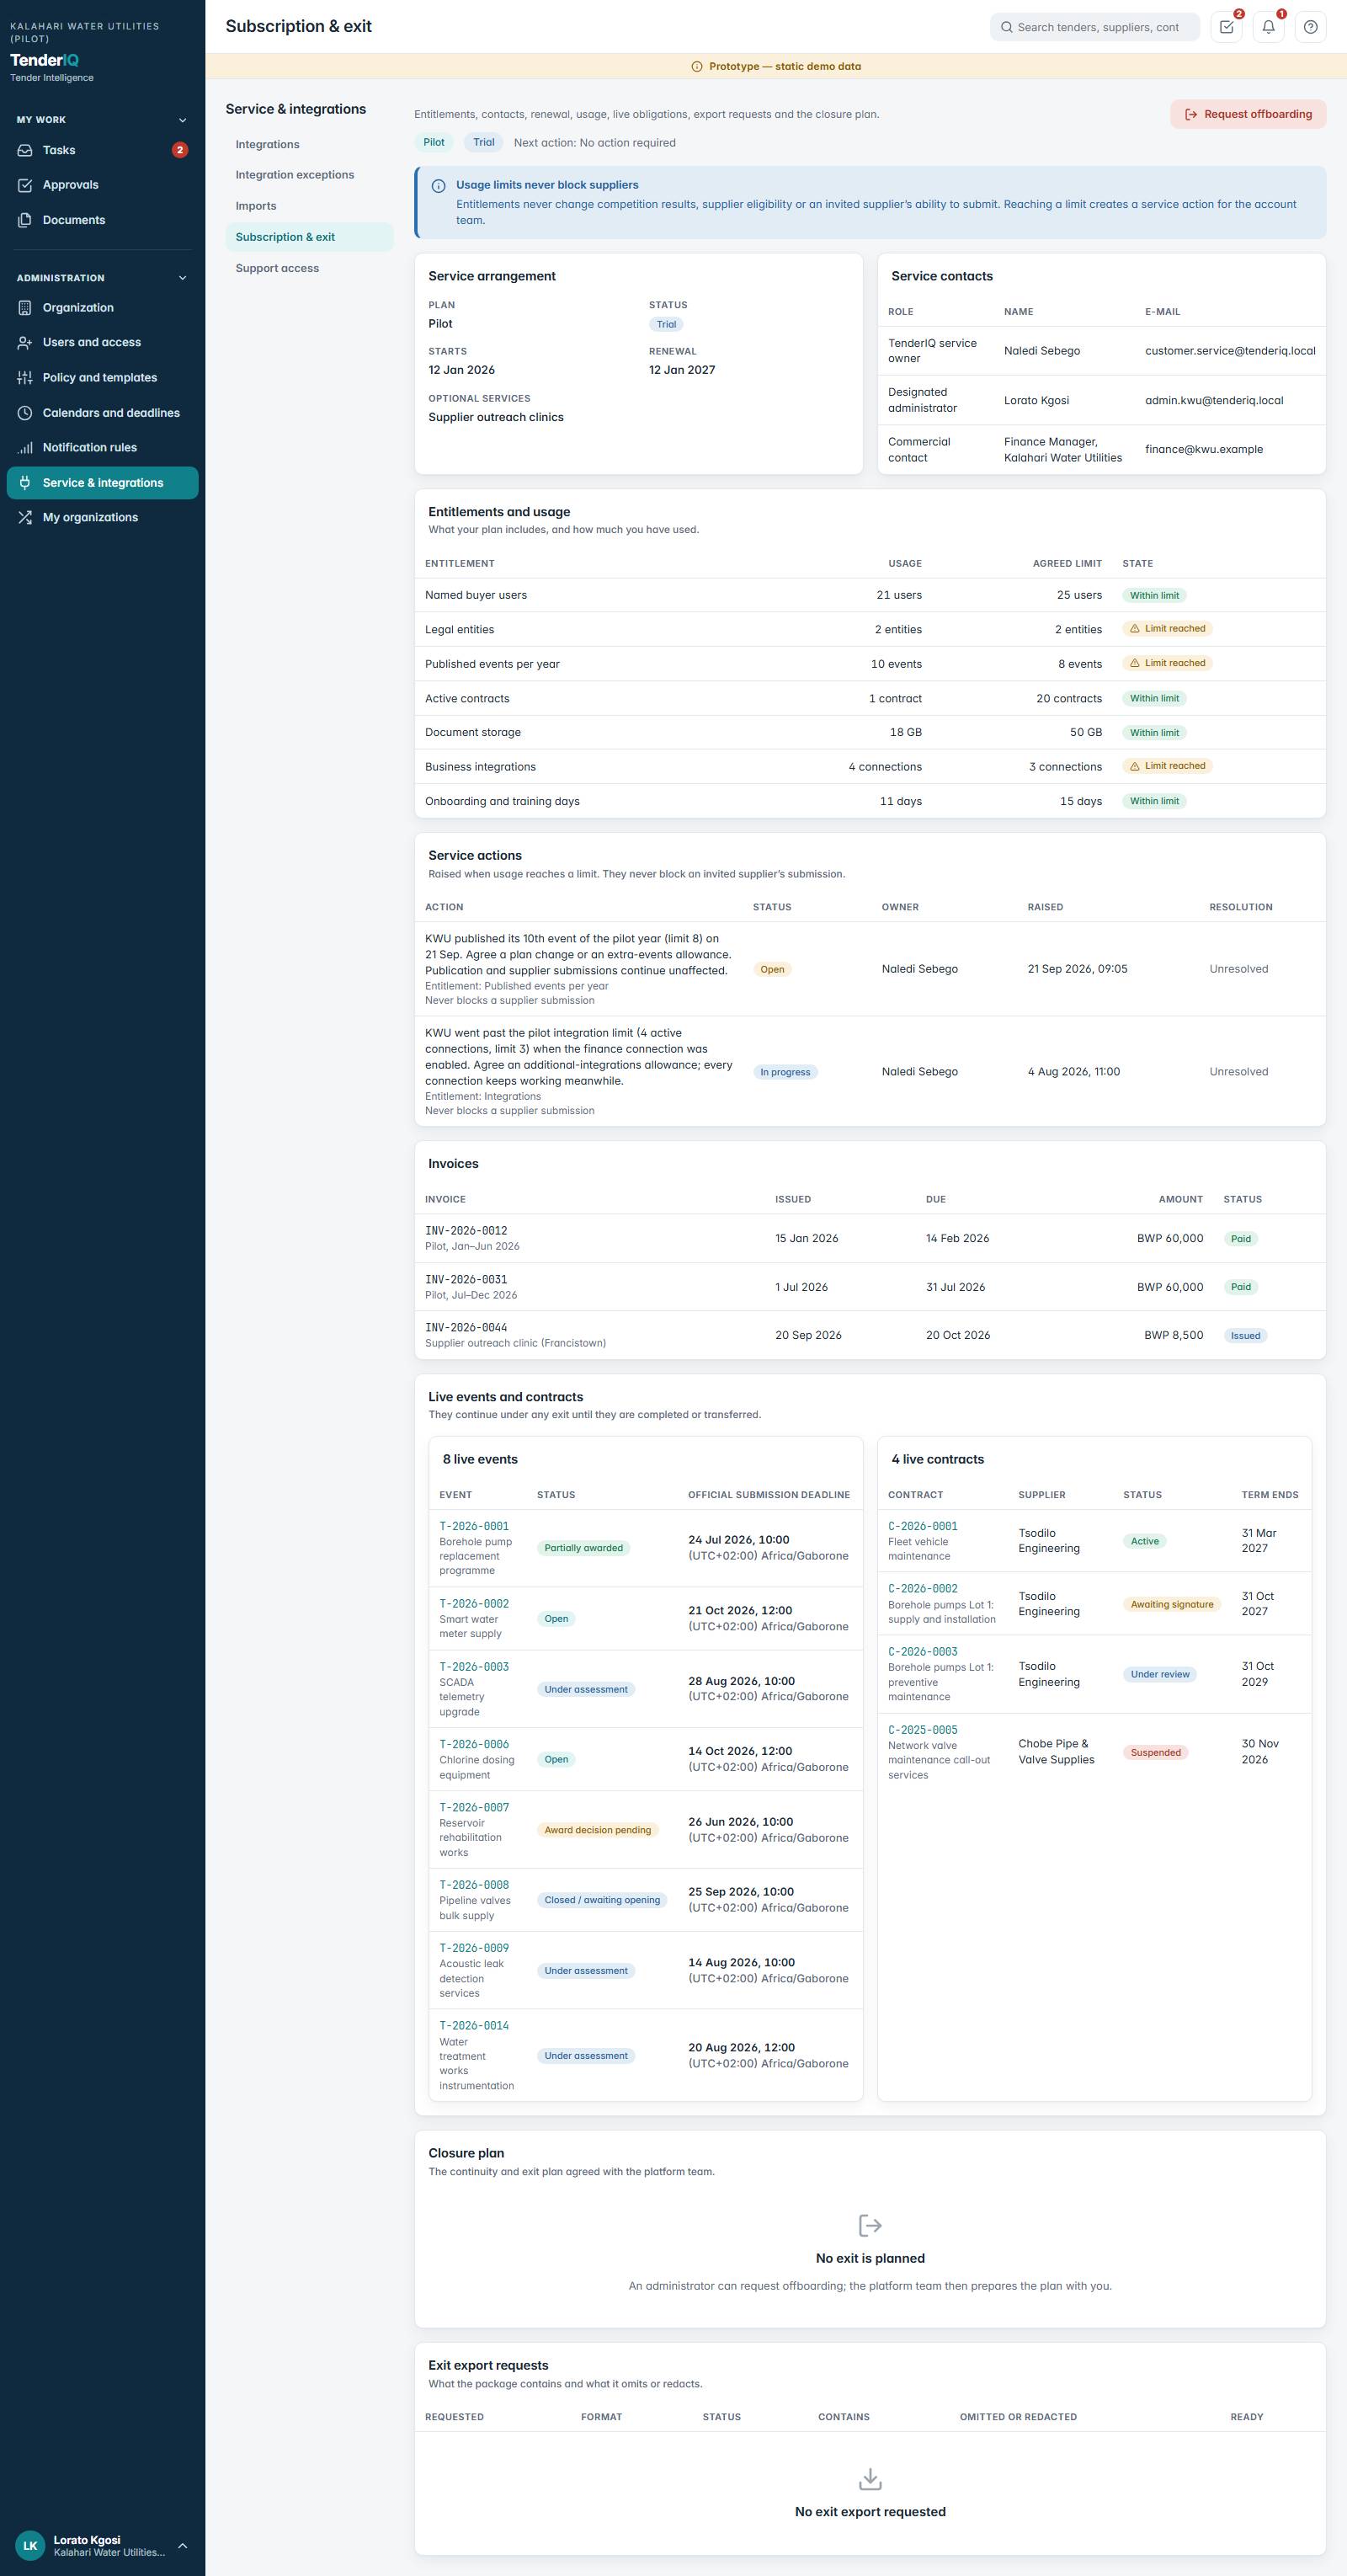 KALAHARI WATER UTILITIES
(PILOT)
TenderIQ
Tender Intelligence
MY WORK
Tasks 2
Approvals
Documents
ADMINISTRATION
Organization
Users and access
Policy and templates
Calendars and deadlines
Notification rules
Service & integrations
My organizations
LK
Lorato Kgosi
Kalahari Water Utilities...
Subscription & exit
Search tenders, suppliers, cont
2
1
Prototype — static demo data
Service & integrations
Integrations
Integration exceptions
Imports
Subscription & exit
Support access
Entitlements, contacts, renewal, usage, live obligations, export requests and the closure plan.
Request offboarding
Pilot Trial Next action: No action required
Usage limits never block suppliers
Entitlements never change competition results, supplier eligibility or an invited supplier's ability to submit. Reaching a limit creates a service action for the account
team.
Service arrangement
PLAN STATUS
Pilot Trial
STARTS RENEWAL
12 Jan 2026 12 Jan 2027
OPTIONAL SERVICES
Supplier outreach clinics
Service contacts
ROLE NAME E-MAIL
TenderIQ service
owner
Naledi Sebego
customer.service@tenderiq.local
Designated
administrator
Lorato Kgosi
admin.kwu@tenderiq.local
Commercial
contact
Finance Manager,
Kalahari Water Utilities
finance@kwu.example
Entitlements and usage
What your plan includes, and how much you have used.
ENTITLEMENT USAGE AGREED LIMIT STATE
Named buyer users 21 users 25 users Within limit
Legal entities 2 entities 2 entities Limit reached
Published events per year 10 events 8 events Limit reached
Active contracts 1 contract 20 contracts Within limit
Document storage 18 GB 50 GB Within limit
Business integrations 4 connections 3 connections Limit reached
Onboarding and training days 11 days 15 days Within limit
Service actions
Raised when usage reaches a limit. They never block an invited supplier's submission.
ACTION STATUS OWNER RAISED RESOLUTION
KWU published its 10th event of the pilot year (limit 8) on
21 Sep. Agree a plan change or an extra-events allowance.
Publication and supplier submissions continue unaffected.
Entitlement: Published events per year
Never blocks a supplier submission
Open Naledi Sebego 21 Sep 2026, 09:05 Unresolved
KWU went past the pilot integration limit (4 active
connections, limit 3) when the finance connection was
enabled. Agree an additional-integrations allowance; every
connection keeps working meanwhile.
Entitlement: Integrations
Never blocks a supplier submission
In progress Naledi Sebego 4 Aug 2026, 11:00 Unresolved
Invoices
INVOICE ISSUED DUE AMOUNT STATUS
INV-2026-0012
Pilot, Jan–Jun 2026
15 Jan 2026 14 Feb 2026 BWP 60,000 Paid
INV-2026-0031
Pilot, Jul–Dec 2026
1 Jul 2026 31 Jul 2026 BWP 60,000 Paid
INV-2026-0044
Supplier outreach clinic (Francistown)
20 Sep 2026 20 Oct 2026 BWP 8,500 Issued
Live events and contracts
They continue under any exit until they are completed or transferred.
8 live events
EVENT STATUS OFFICIAL SUBMISSION DEADLINE
T-2026-0001
Borehole pump
replacement
programme
Partially awarded
24 Jul 2026, 10:00
(UTC+02:00) Africa/Gaborone
T-2026-0002
Smart water
meter supply
Open
21 Oct 2026, 12:00
(UTC+02:00) Africa/Gaborone
T-2026-0003
SCADA
telemetry
upgrade
Under assessment
28 Aug 2026, 10:00
(UTC+02:00) Africa/Gaborone
T-2026-0006
Chlorine dosing
equipment
Open
14 Oct 2026, 12:00
(UTC+02:00) Africa/Gaborone
T-2026-0007
Reservoir
rehabilitation
works
Award decision pending
26 Jun 2026, 10:00
(UTC+02:00) Africa/Gaborone
T-2026-0008
Pipeline valves
bulk supply
Closed / awaiting opening
25 Sep 2026, 10:00
(UTC+02:00) Africa/Gaborone
T-2026-0009
Acoustic leak
detection
services
Under assessment
14 Aug 2026, 10:00
(UTC+02:00) Africa/Gaborone
T-2026-0014
Water
treatment
works
instrumentation
Under assessment
20 Aug 2026, 12:00
(UTC+02:00) Africa/Gaborone
4 live contracts
CONTRACT SUPPLIER STATUS TERM ENDS
C-2026-0001
Fleet vehicle
maintenance
Tsodilo
Engineering
Active
31 Mar
2027
C-2026-0002
Borehole pumps Lot 1:
supply and installation
Tsodilo
Engineering
Awaiting signature
31 Oct
2027
C-2026-0003
Borehole pumps Lot 1:
preventive
maintenance
Tsodilo
Engineering
Under review
31 Oct
2029
C-2025-0005
Network valve
maintenance call-out
services
Chobe Pipe &
Valve Supplies
Suspended
30 Nov
2026
Closure plan
The continuity and exit plan agreed with the platform team.
No exit is planned
An administrator can request offboarding; the platform team then prepares the plan with you.
Exit export requests
What the package contains and what it omits or redacts.
REQUESTED FORMAT STATUS CONTAINS OMITTED OR REDACTED READY
No exit export requested